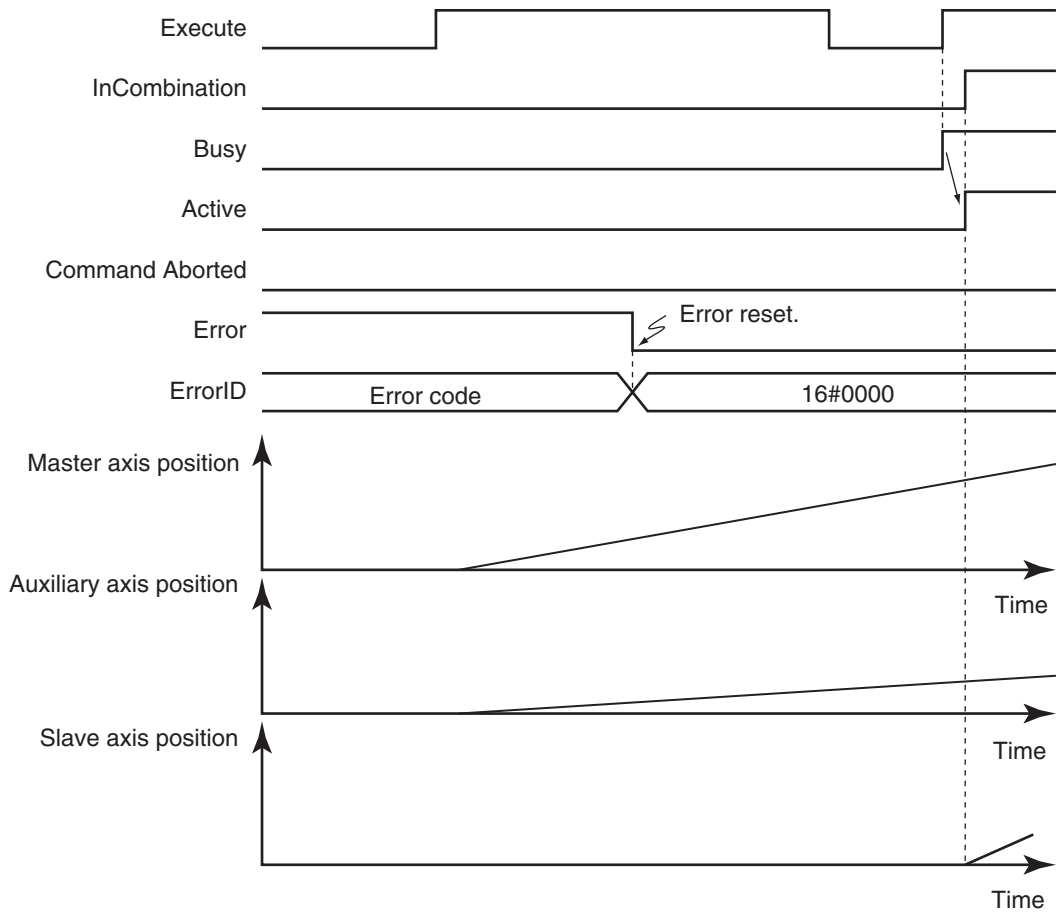 Execute
InCombination
Busy
Active
Command Aborted
Error
Error reset.
ErrorID
Error code
16#0000
Master axis position
Time
Auxiliary axis position
Time
Slave axis position
Time